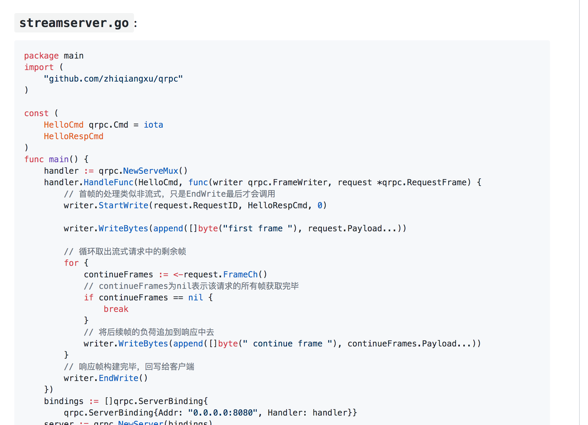 streamserver.go :
package main
import (
    "github.com/zhiqiangxu/qrpc"
)

const (
    HelloCmd qrpc.Cmd = iota
    HelloRespCmd
)
func main() {
    handler := qrpc.NewServeMux()
    handler.HandleFunc(HelloCmd, func(writer qrpc.FrameWriter, request *qrpc.RequestFrame) {
        // 首帧的处理类似非流式，只是EndWrite最后才会调用
        writer.StartWrite(request.RequestID, HelloRespCmd, 0)

        writer.WriteBytes(append([]byte("first frame "), request.Payload...))

        // 循环取出流式请求中的剩余帧
        for {
            continueFrames := <-request.FrameCh()
            // continueFrames为nil表示该请求的所有帧获取完毕
            if continueFrames == nil {
                break
            }
            // 将后续帧的负荷追加到响应中去
            writer.WriteBytes(append([]byte(" continue frame "), continueFrames.Payload...))
        }
        // 响应帧构建完毕，回写给客户端
        writer.EndWrite()
    })
    bindings := []qrpc.ServerBinding{
        qrpc.ServerBinding{Addr: "0.0.0.0:8080", Handler: handler}}
    server := qrpc.NewServer(bindings)